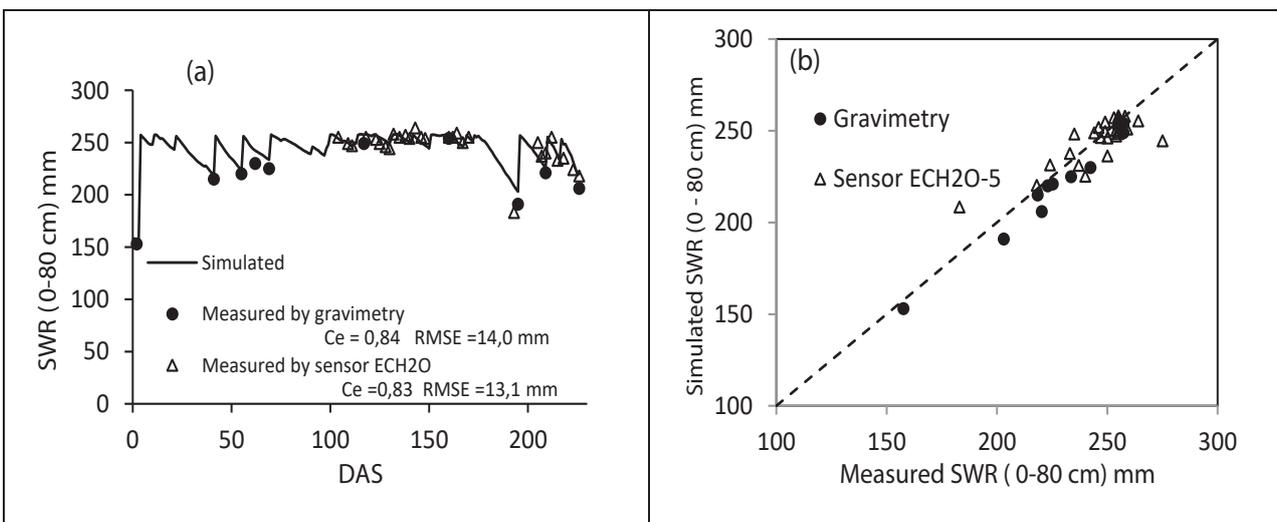 (a)
300
250
200
150
100
50
0
SWR (0-80 cm) mm
Simulated
Measured by gravimetry
Ce = 0,84 RMSE =14,0 mm
Measured by sensor ECH2O
Ce =0,83 RMSE =13,1 mm
0 50 100 150 200
DAS
(b)
300
250
200
150
100
Simulated SWR (0 - 80 cm) mm
Gravimetry
Sensor ECH2O-5
100 150 200 250 300
Measured SWR ( 0-80 cm) mm